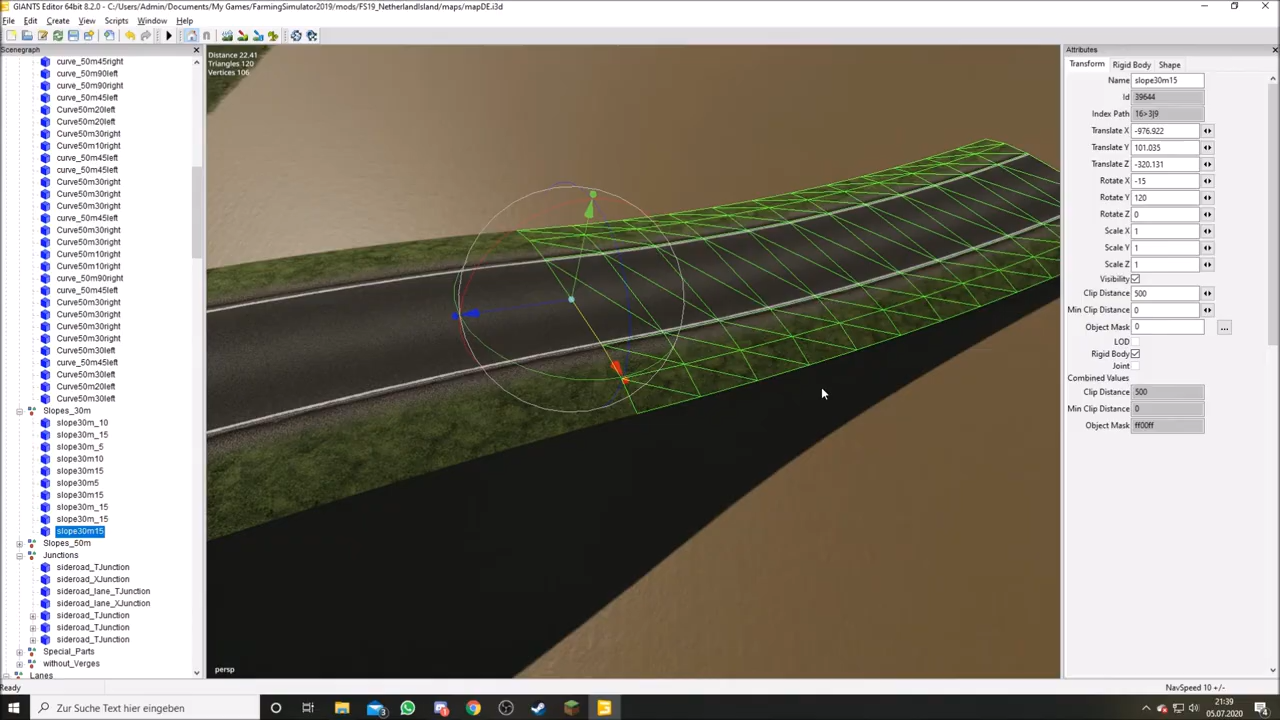 GIANTS Editor 64bit 8.2.0 - C:/Users/Admin/Documents/My Games/FarmingSimulator2019/mods/FS19_NetherlandIsland/maps/mapDE.i3d
File Edit Create View Scripts Window Help
Scenegraph
curve_50m45right
curve_50m90left
curve_50m90right
curve_50m45left
Curve50m20left
Curve50m20left
Curve50m30right
Curve50m10right
curve_50m45left
curve_50m45left
Curve50m30right
Curve50m30right
Curve50m30right
curve_50m45left
Curve50m30right
Curve50m30right
Curve50m10right
Curve50m10right
curve_50m90right
curve_50m45left
Curve50m30right
Curve50m30right
Curve50m30right
Curve50m30right
Curve50m30left
curve_50m45left
Curve50m30left
Curve50m20left
Curve50m30left
Slopes_30m
slope30m_10
slope30m_15
slope30m_5
slope30m10
slope30m15
slope30m5
slope30m15
slope30m_15
slope30m_15
slope30m15
Slopes_50m
Junctions
sideroad_TJunction
sideroad_XJunction
sideroad_lane_TJunction
sideroad_lane_XJunction
sideroad_TJunction
sideroad_TJunction
sideroad_TJunction
Special_Parts
without_Verges
Lanes
Distance 22.41
Triangles 120
Vertices 106
persp
Attributes
Transform Rigid Body Shape
Name slope30m15
Id 39644
Index Path 16>3|9
Translate X -976.922
Translate Y 101.035
Translate Z -320.131
Rotate X -15
Rotate Y 120
Rotate Z 0
Scale X 1
Scale Y 1
Scale Z 1
Visibility
Clip Distance 500
Min Clip Distance 0
Object Mask 0 ...
LOD
Rigid Body
Joint
Combined Values
Clip Distance 500
Min Clip Distance 0
Object Mask ff00ff
Ready
NavSpeed 10 +/-
Zur Suche Text hier eingeben
3
21:39
05.07.2020
4